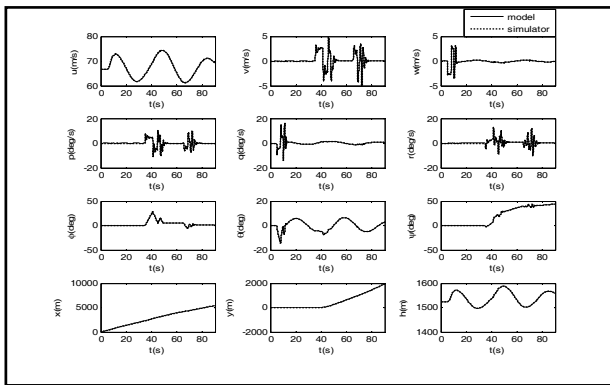 model
simulator
80
70
60
0 20 40 60 80
u(m/s)
t(s)
5
0
-5
0 20 40 60 80
v(m/s)
t(s)
5
0
-5
0 20 40 60 80
w(m/s)
t(s)
20
0
-20
0 20 40 60 80
p(deg/s)
t(s)
20
0
-20
0 20 40 60 80
q(deg/s)
t(s)
20
0
-20
0 20 40 60 80
r(deg/s)
t(s)
50
0
-50
0 20 40 60 80
ϕ(deg)
t(s)
20
0
-20
0 20 40 60 80
θ(deg)
t(s)
50
0
-50
0 20 40 60 80
ψ(deg)
t(s)
10000
5000
0
0 20 40 60 80
x(m)
t(s)
2000
0
-2000
0 20 40 60 80
y(m)
t(s)
1600
1500
1400
0 20 40 60 80
h(m)
t(s)